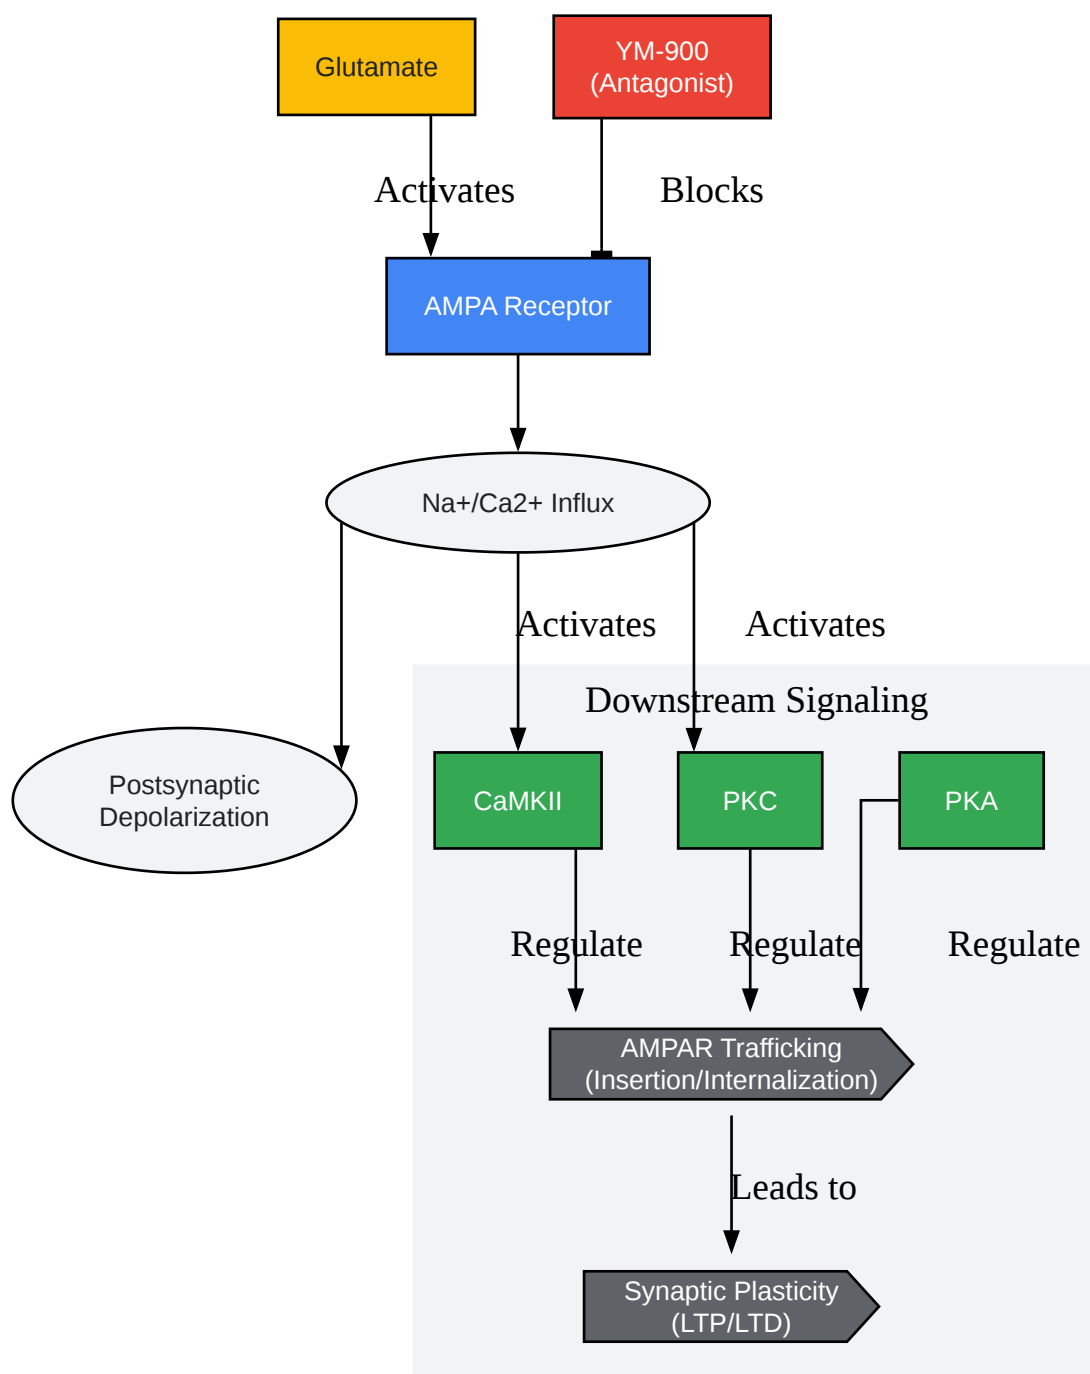 Glutamate
YM-900
(Antagonist)
Activates
Blocks
AMPA Receptor
Na+/Ca2+ Influx
Activates
Activates
Downstream Signaling
Postsynaptic
Depolarization
CaMKII
PKC
PKA
Regulate
Regulate
Regulate
AMPAR Trafficking
(Insertion/Internalization)
Leads to
Synaptic Plasticity
(LTP/LTD)